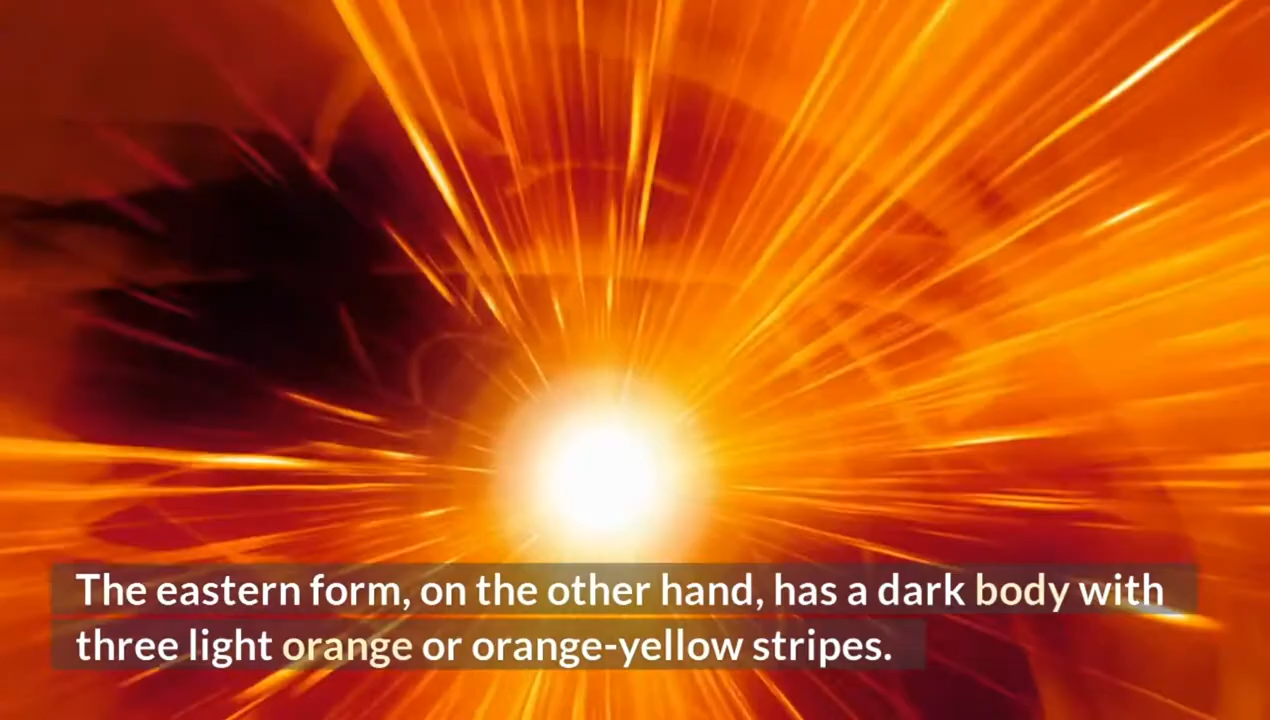 The eastern form, on the other hand, has a dark body with
three light orange or orange-yellow stripes.